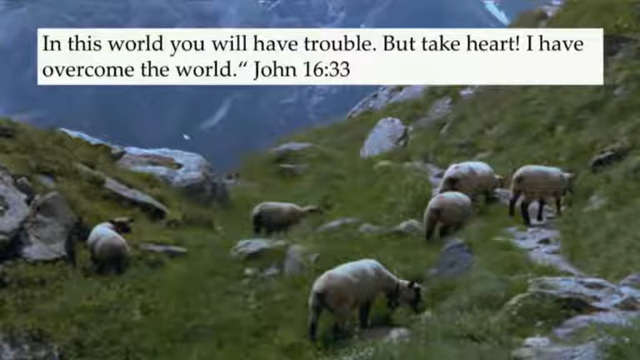 In this world you will have trouble. But take heart! I have
overcome the world.“ John 16:33